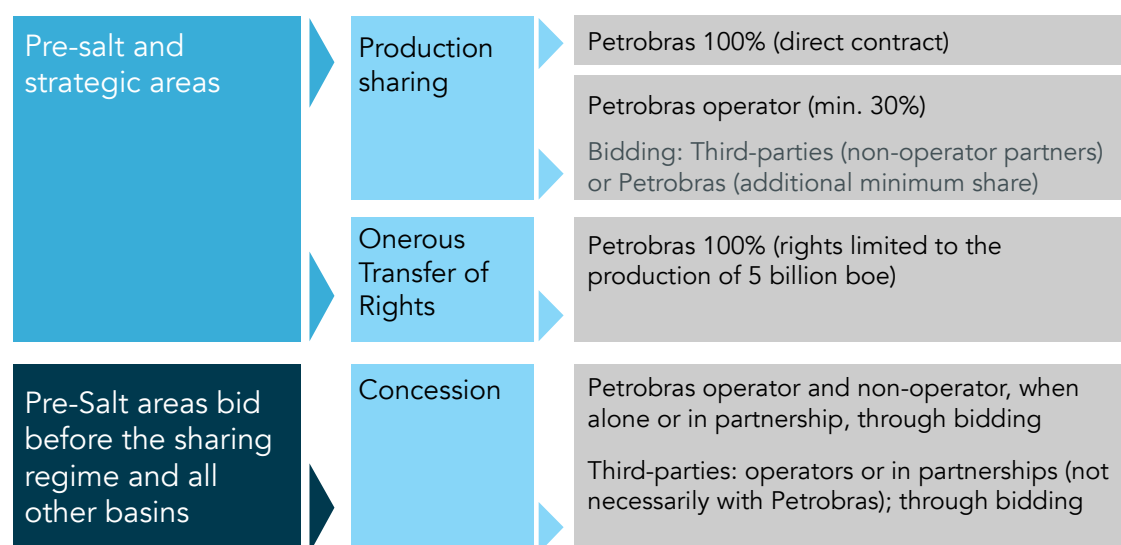 Pre-salt and
strategic areas
Production
sharing
Petrobras 100% (direct contract)
Petrobras operator (min. 30%)
Bidding: Third-parties (non-operator partners)
or Petrobras (additional minimum share)
Onerous
Transfer of
Rights
Petrobras 100% (rights limited to the
production of 5 billion boe)
Pre-Salt areas bid
before the sharing
regime and all
other basins
Concession
Petrobras operator and non-operator, when
alone or in partnership, through bidding
Third-parties: operators or in partnerships (not
necessarily with Petrobras); through bidding